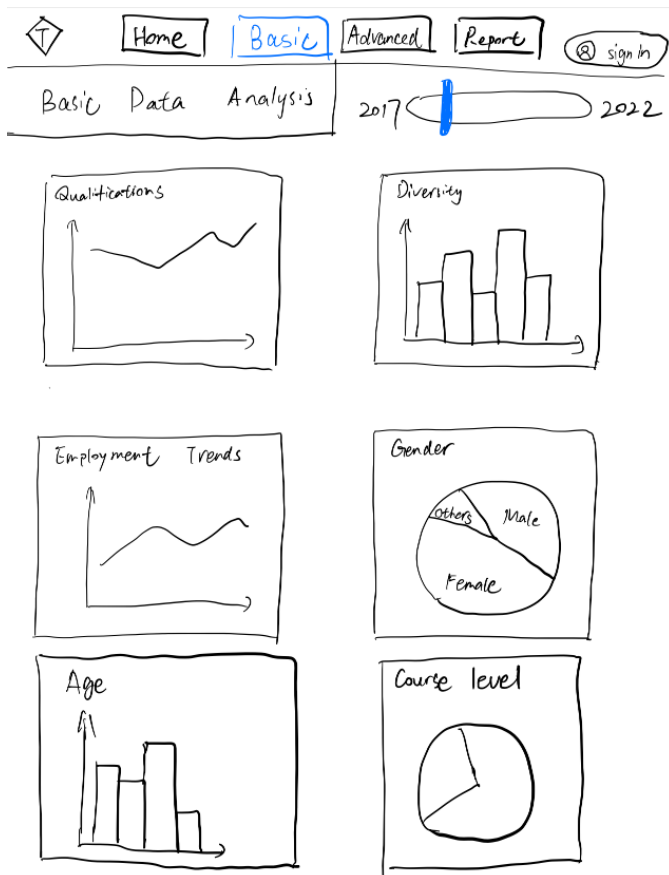 T Home Basic Advanced Report sign in
Basic Data Analysis 2017 2022
Qualifications
Diversity
Employment Trends
Gender
Others Male
Female
Age
Course level